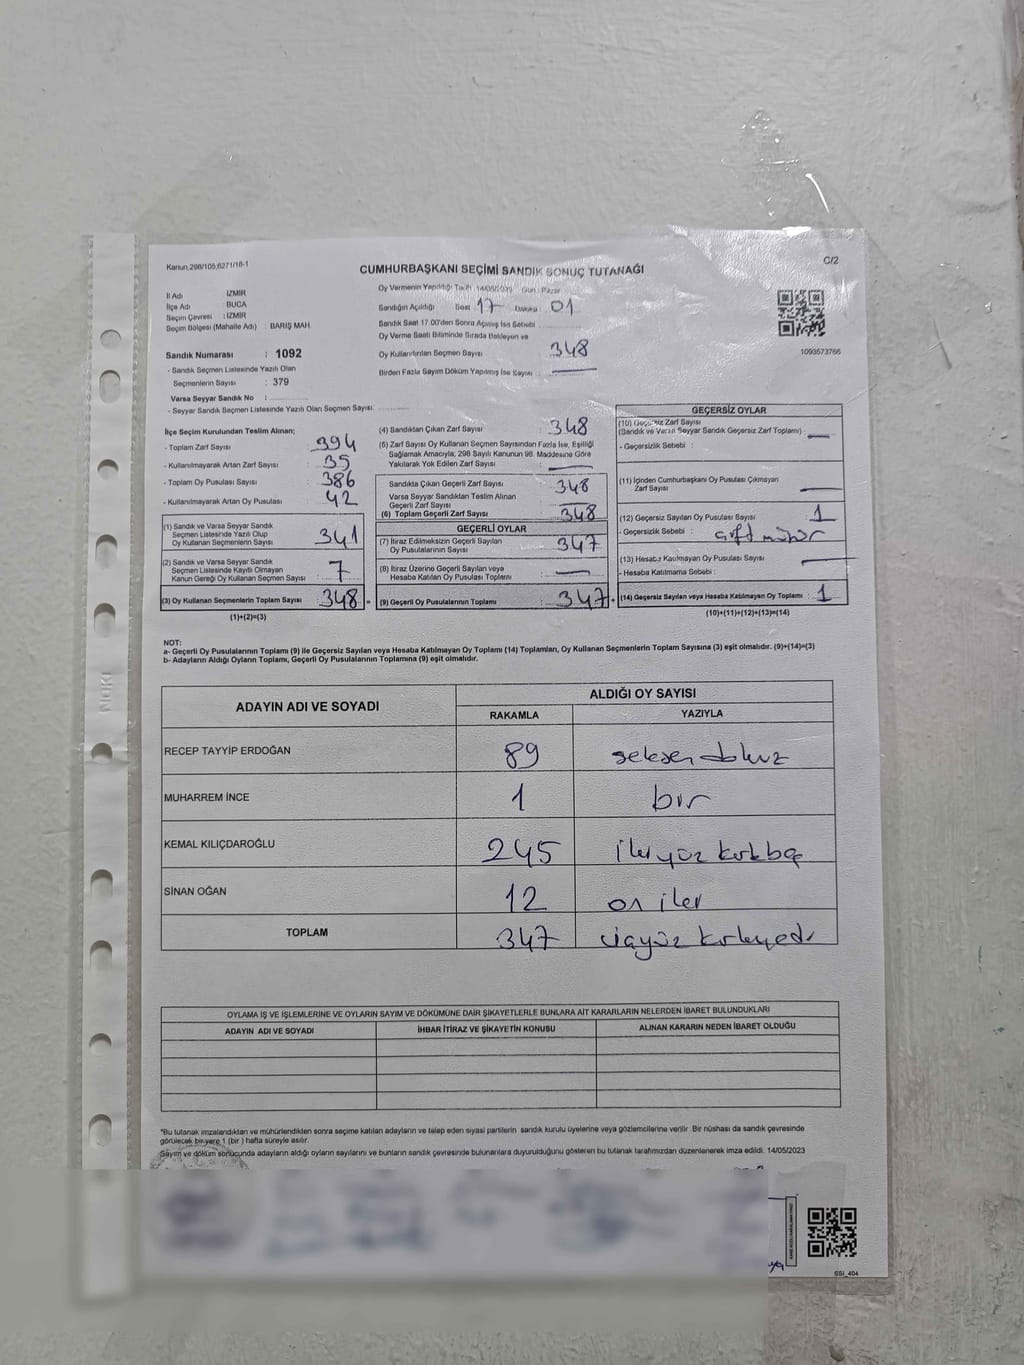 Kanun:298/105;6271/18-1
C/2
CUMHURBAŞKANI SEÇİMİ SANDIK SONUÇ TUTANAĞI
İl Adı : İZMİR
İlçe Adı : BUCA
Seçim Çevresi : İZMİR
Seçim Bölgesi (Mahalle Adı) : BARIŞ MAH.
Sandık Numarası : 1092
- Sandık Seçmen Listesinde Yazılı Olan
Seçmenlerin Sayısı : 379
Varsa Seyyar Sandık No :
- Seyyar Sandık Seçmen Listesinde Yazılı Olan Seçmen Sayısı:
Oy Vermenin Yapıldığı Tarih : 14/05/2023 Gün : Pazar
Sandığın Açıldığı Saat 17 Dakika 01
Sandık Saat 17.00'den Sonra Açılmış İse Sebebi :
Oy Verme Saati Bitiminde Sırada Bekleyen ve
Oy Kullandırılan Seçmen Sayısı : 348
Birden Fazla Sayım Döküm Yapılmış İse Sayısı :
1093573766
İlçe Seçim Kurulundan Teslim Alınan;
- Toplam Zarf Sayısı : 394
- Kullanılmayarak Artan Zarf Sayısı : 35
- Toplam Oy Pusulası Sayısı : 386
- Kullanılmayarak Artan Oy Pusulası : 42
(1) Sandık ve Varsa Seyyar Sandık
Seçmen Listesinde Yazılı Olup
Oy Kullanan Seçmenlerin Sayısı : 341
(2) Sandık ve Varsa Seyyar Sandık
Seçmen Listesinde Kayıtlı Olmayan
Kanun Gereği Oy Kullanan Seçmen Sayısı : 7
(3) Oy Kullanan Seçmenlerin Toplam Sayısı : 348
(1)+(2)=(3)
(4) Sandıktan Çıkan Zarf Sayısı : 348
(5) Zarf Sayısı Oy Kullanan Seçmen Sayısından Fazla İse, Eşitliği
Sağlamak Amacıyla, 298 Sayılı Kanunun 98. Maddesine Göre
Yakılarak Yok Edilen Zarf Sayısı :
Sandıkta Çıkan Geçerli Zarf Sayısı : 348
Varsa Seyyar Sandıktan Teslim Alınan
Geçerli Zarf Sayısı :
(6) Toplam Geçerli Zarf Sayısı : 348
GEÇERLİ OYLAR
(7) İtiraz Edilmeksizin Geçerli Sayılan
Oy Pusulalarının Sayısı : 347
(8) İtiraz Üzerine Geçerli Sayılan veya
Hesaba Katılan Oy Pusulası Toplamı :
(9) Geçerli Oy Pusulalarının Toplamı : 347
GEÇERSİZ OYLAR
(10) Geçersiz Zarf Sayısı
(Sandık ve Varsa Seyyar Sandık Geçersiz Zarf Toplamı) :
- Geçersizlik Sebebi :
(11) İçinden Cumhurbaşkanı Oy Pusulası Çıkmayan
Zarf Sayısı :
(12) Geçersiz Sayılan Oy Pusulası Sayısı : 1
- Geçersizlik Sebebi : çift mühür
(13) Hesaba Katılmayan Oy Pusulası Sayısı :
- Hesaba Katılmama Sebebi :
(14) Geçersiz Sayılan veya Hesaba Katılmayan Oy Toplamı : 1
(10)+(11)+(12)+(13)=(14)
NOT:
a- Geçerli Oy Pusulalarının Toplamı (9) ile Geçersiz Sayılan veya Hesaba Katılmayan Oy Toplamı (14) Toplamları, Oy Kullanan Seçmenlerin Toplam Sayısına (3) eşit olmalıdır. (9)+(14)=(3)
b- Adayların Aldığı Oyların Toplamı, Geçerli Oy Pusulalarının Toplamına (9) eşit olmalıdır.
ADAYIN ADI VE SOYADI ALDIĞI OY SAYISI
RAKAMLA YAZIYLA
RECEP TAYYİP ERDOĞAN 89 seksen dokuz
MUHARREM İNCE 1 bir
KEMAL KILIÇDAROĞLU 245 ikiyüz kırkbeş
SİNAN OĞAN 12 on iki
TOPLAM 347 üçyüz kırkyedi
OYLAMA İŞ VE İŞLEMLERİNE VE OYLARIN SAYIM VE DÖKÜMÜNE DAİR ŞİKAYETLERLE BUNLARA AİT KARARLARIN NELERDEN İBARET BULUNDUKLARI
ADAYIN ADI VE SOYADI İHBAR İTİRAZ VE ŞİKAYETİN KONUSU ALINAN KARARIN NEDEN İBARET OLDUĞU
*Bu tutanak imzalandıktan ve mühürlendikten sonra seçime katılan adayların ve talep eden siyasi partilerin sandık kurulu üyelerine veya gözlemcilerine verilir. Bir nüshası da sandık çevresinde
görülecek bir yere 1 (bir ) hafta süreyle asılır.
Sayım ve döküm sonucunda adayların aldığı oyların sayılarını ve bunların sandık çevresinde bulunanlara duyurulduğunu gösteren bu tutanak tarafımızdan düzenlenerek imza edildi. 14/05/2023
GSI_404